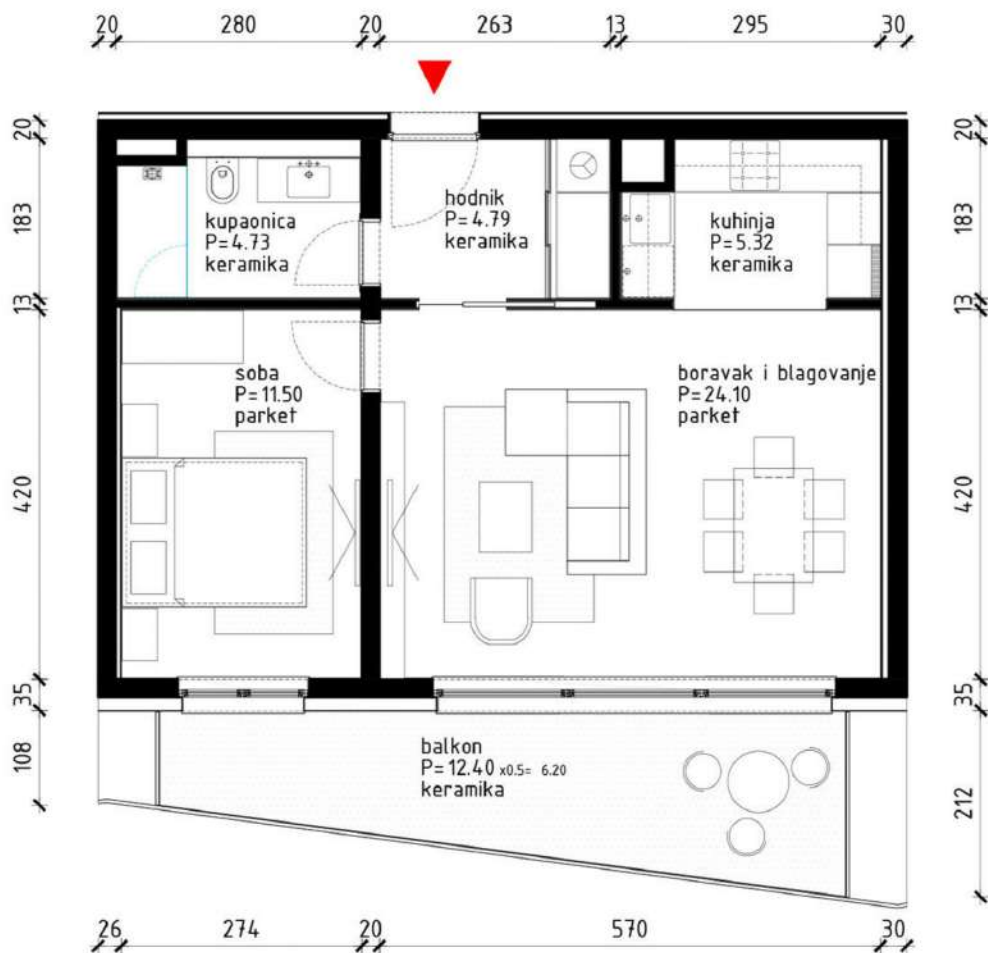 20 280 20 263 13 295 30
20
183
13
420
35
108
20
183
13
420
35
212
kupaonica
P=4.73
keramika
hodnik
P=4.79
keramika
kuhinja
P=5.32
keramika
soba
P=11.50
parket
boravak i blagovanje
P=24.10
parket
balkon
P=12.40 x0.5= 6.20
keramika
26 274 20 570 30